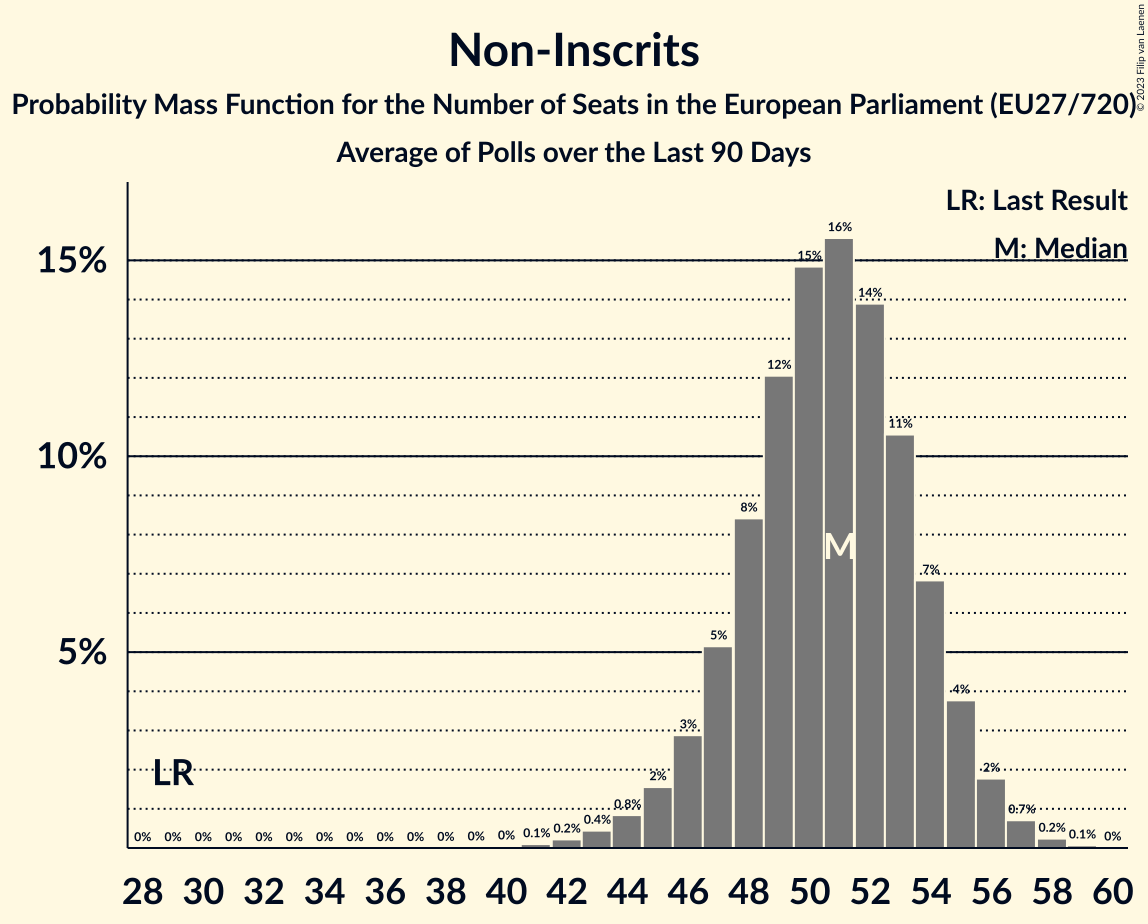 Non-Inscrits
Probability Mass Function for the Number of Seats in the European Parliament (EU27/720)
Average of Polls over the Last 90 Days
© 2023 Filip van Laenen
LR: Last Result
M: Median
15%
10%
5%
LR
M
0% 0% 0% 0% 0% 0% 0% 0% 0% 0% 0% 0% 0% 0.1% 0.2% 0.4% 0.8% 2% 3% 5% 8% 12% 15% 16% 14% 11% 7% 4% 2% 0.7% 0.2% 0.1% 0%
28 30 32 34 36 38 40 42 44 46 48 50 52 54 56 58 60